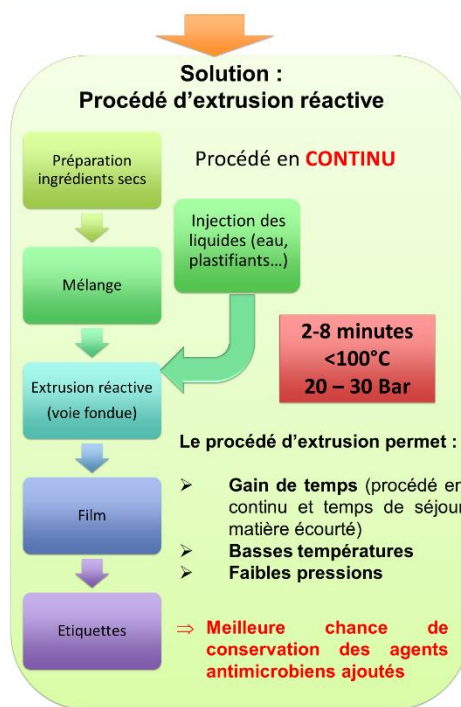 Solution :
Procédé d'extrusion réactive
Préparation
ingrédients secs
Procédé en CONTINU
Injection des
liquides (eau,
plastifiants...)
Mélange
2-8 minutes
<100°C
20 – 30 Bar
Extrusion réactive
(voie fondue)
Le procédé d'extrusion permet :
➢ Gain de temps (procédé en
continu et temps de séjour
matière écourté)
➢ Basses températures
➢ Faibles pressions
Film
Etiquettes
⇒ Meilleure chance de
conservation des agents
antimicrobiens ajoutés